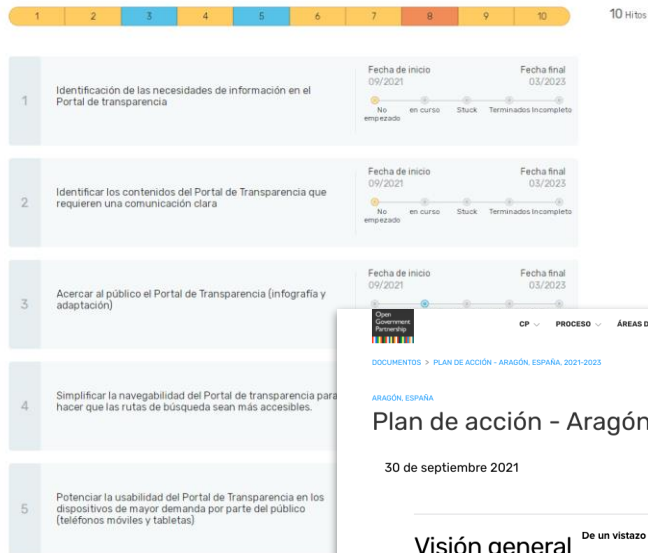 1 2 3 4 5 6 7 8 9 10
10 Hitos
1
Identificación de las necesidades de información en el
Portal de transparencia
Fecha de inicio
09/2021
Fecha final
03/2023
No empezado
en curso
Stuck
Terminados
Incompleto
2
Identificar los contenidos del Portal de Transparencia que
requieren una comunicación clara
Fecha de inicio
09/2021
Fecha final
03/2023
No empezado
en curso
Stuck
Terminados
Incompleto
3
Acercar al público el Portal de Transparencia (infografía y
adaptación)
Fecha de inicio
09/2021
Fecha final
03/2023
4
Simplificar la navegabilidad del Portal de transparencia para
hacer que las rutas de búsqueda sean más accesibles.
5
Potenciar la usabilidad del Portal de Transparencia en los
dispositivos de mayor demanda por parte del público
(teléfonos móviles y tabletas)
Open
Government
Partnership
CP PROCESO ÁREAS D
DOCUMENTOS > PLAN DE ACCIÓN - ARAGÓN, ESPAÑA, 2021-2023
ARAGÓN, ESPAÑA
Plan de acción - Aragón
30 de septiembre 2021
Visión general
De un vistazo